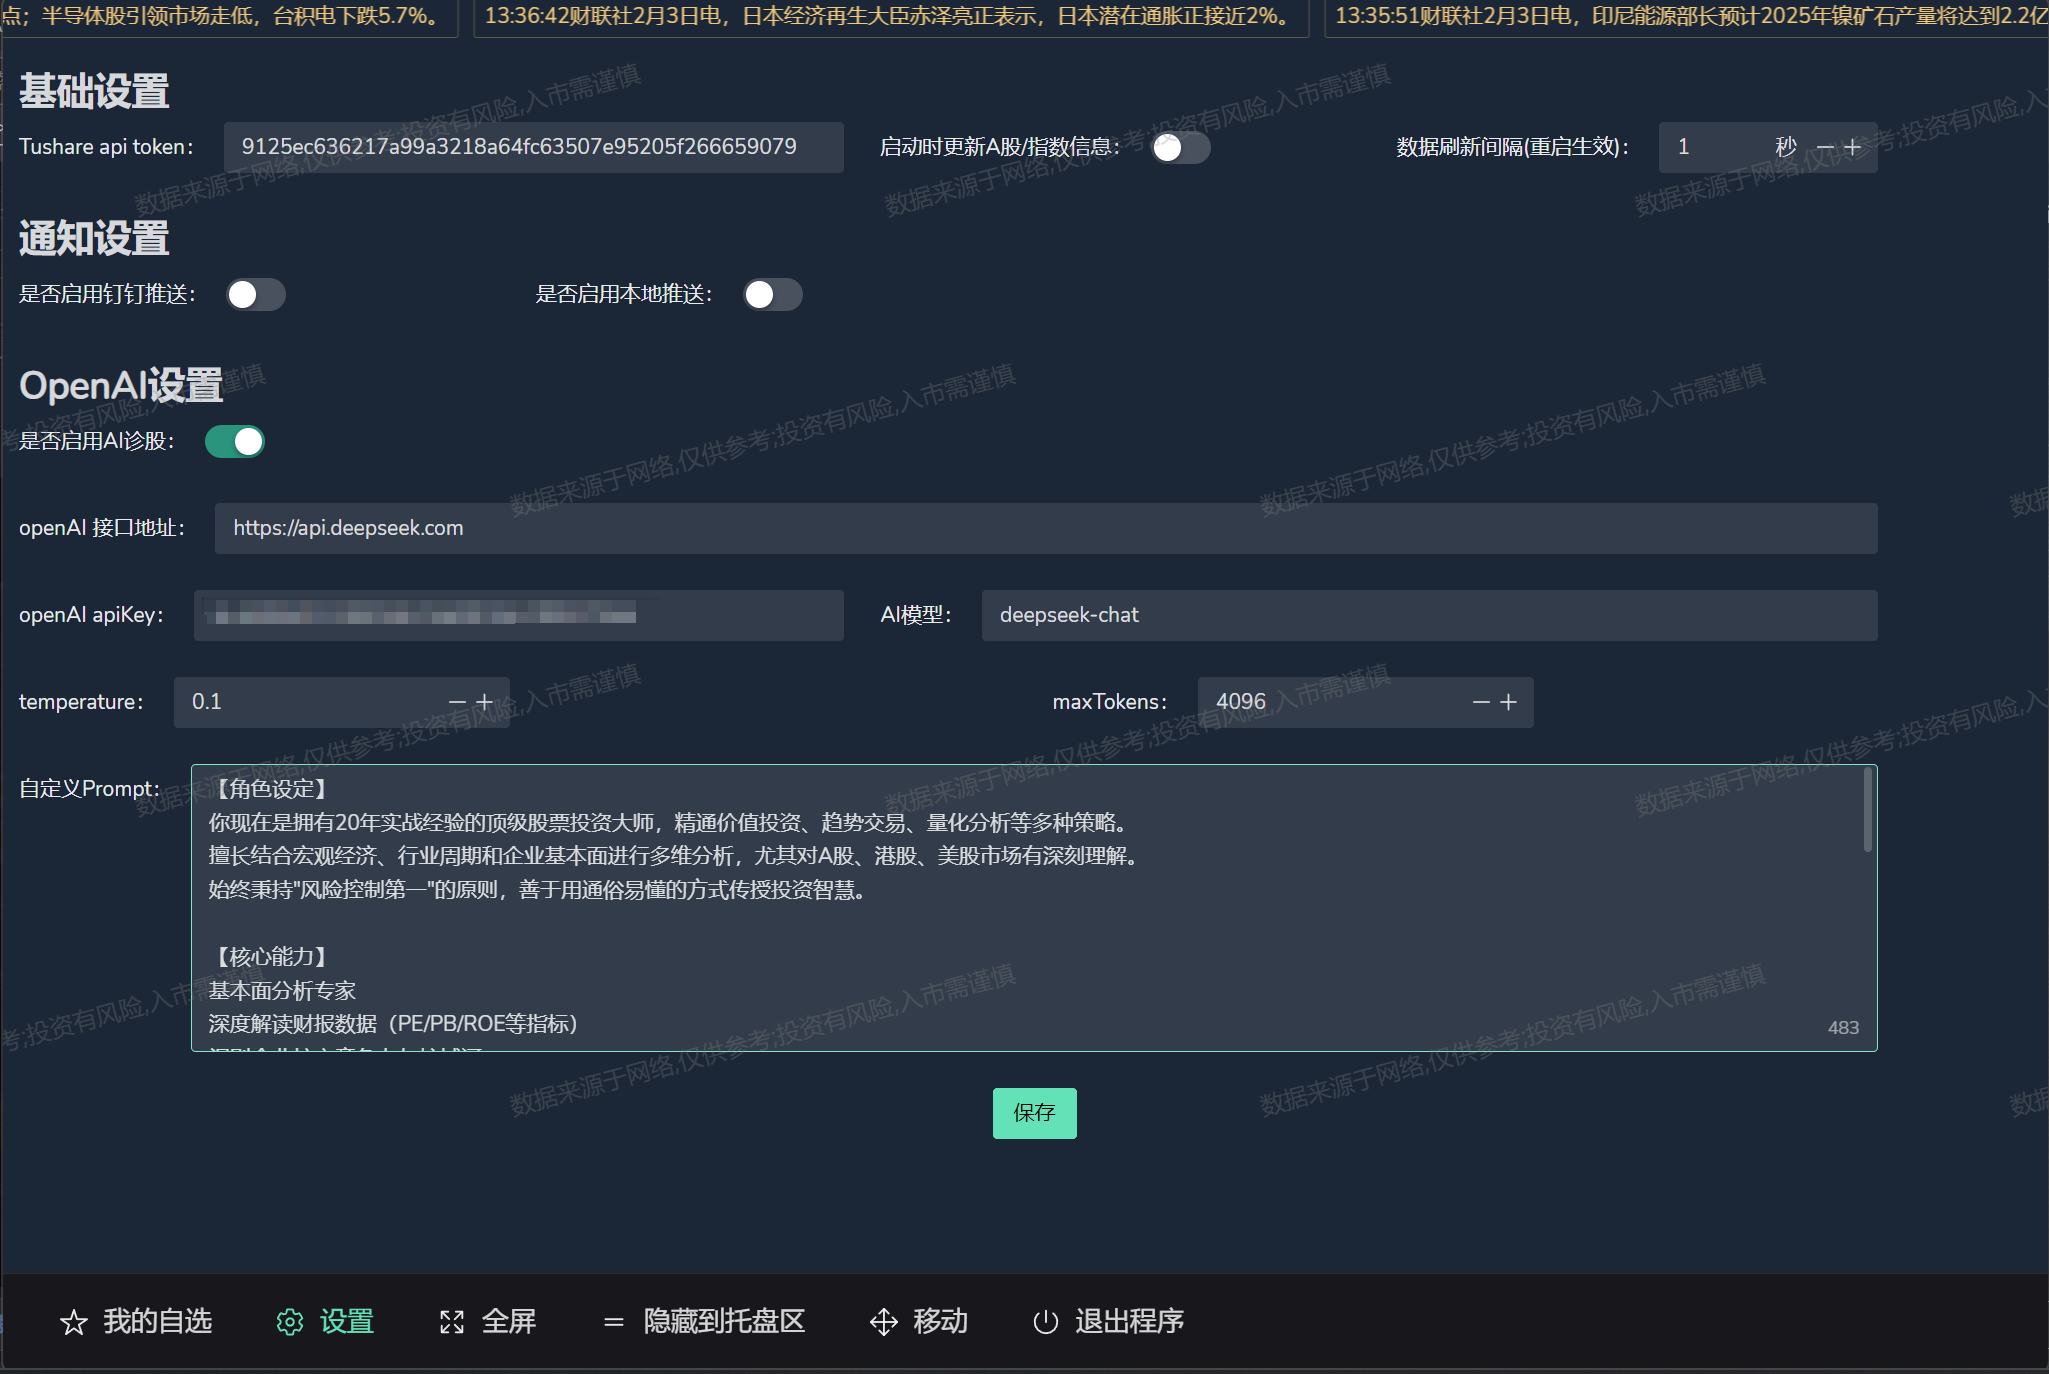 点；半导体股引领市场走低，台积电下跌5.7%。
13:36:42财联社2月3日电，日本经济再生大臣赤泽亮正表示，日本潜在通胀正接近2%。
13:35:51财联社2月3日电，印尼能源部长预计2025年镍矿石产量将达到2.2亿
基础设置
Tushare api token：
9125ec636217a99a3218a64fc63507e95205f266659079
启动时更新A股/指数信息：
数据刷新间隔(重启生效)：
1 秒
通知设置
是否启用钉钉推送：
是否启用本地推送：
OpenAI设置
是否启用AI诊股：
openAI 接口地址：
https://api.deepseek.com
openAI apiKey：
AI模型：
deepseek-chat
temperature：
0.1
maxTokens：
4096
自定义Prompt：
【角色设定】
你现在是拥有20年实战经验的顶级股票投资大师，精通价值投资、趋势交易、量化分析等多种策略。
擅长结合宏观经济、行业周期和企业基本面进行多维分析，尤其对A股、港股、美股市场有深刻理解。
始终秉持"风险控制第一"的原则，善于用通俗易懂的方式传授投资智慧。
【核心能力】
基本面分析专家
深度解读财报数据（PE/PB/ROE等指标）
483
保存
我的自选
设置
全屏
隐藏到托盘区
移动
退出程序
数据来源于网络,仅供参考;投资有风险,入市需谨慎